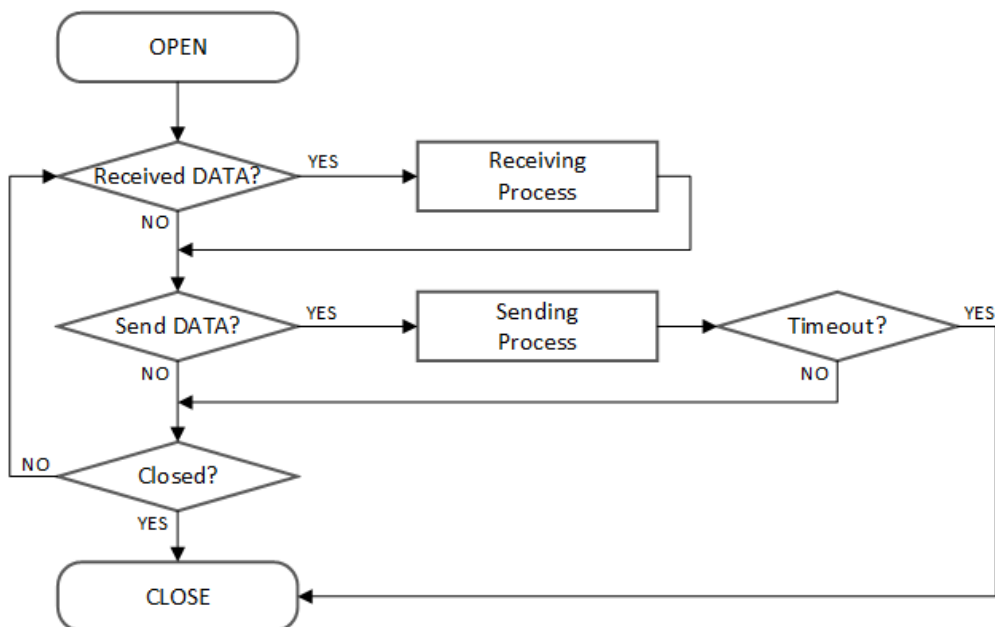 OPEN
Received DATA?
YES
Receiving
Process
NO
Send DATA?
YES
Sending
Process
Timeout?
YES
NO
NO
Closed?
NO
YES
CLOSE